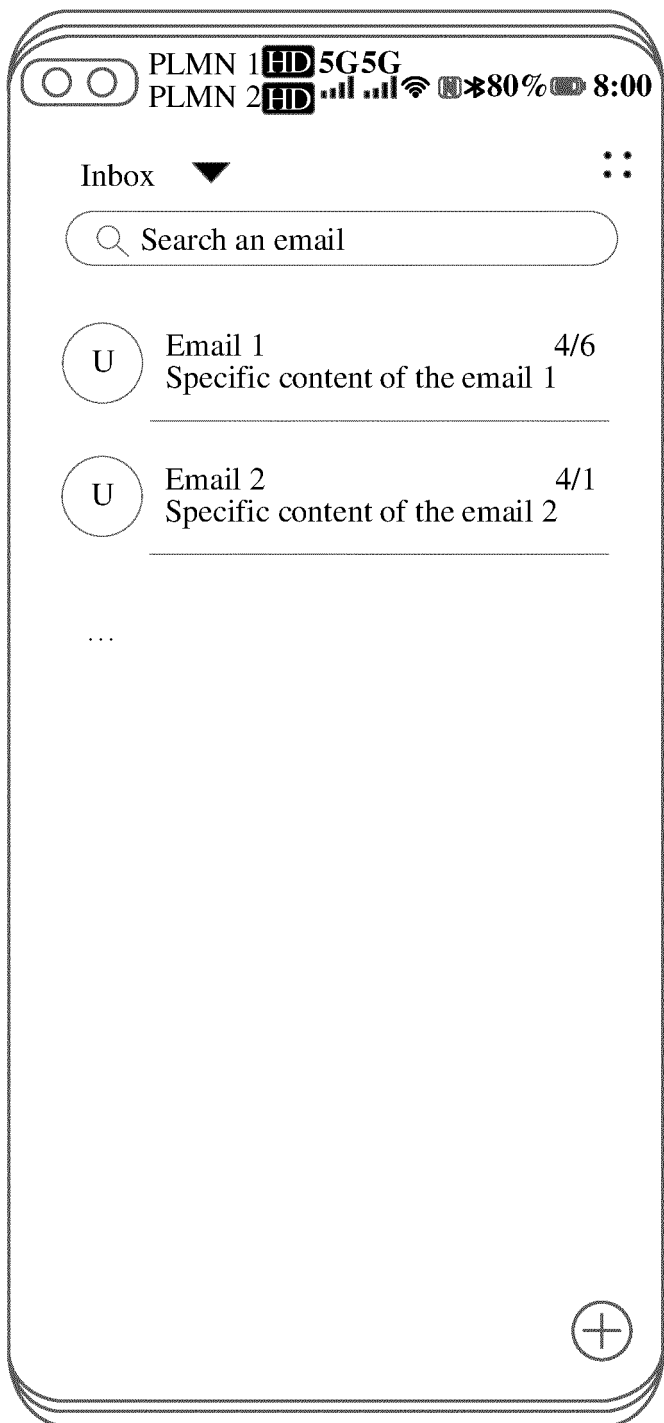 PLMN 1 HD 5G 5G
PLMN 2 HD 80% 8:00
Inbox
Search an email
U Email 1 4/6
Specific content of the email 1
U Email 2 4/1
Specific content of the email 2
...